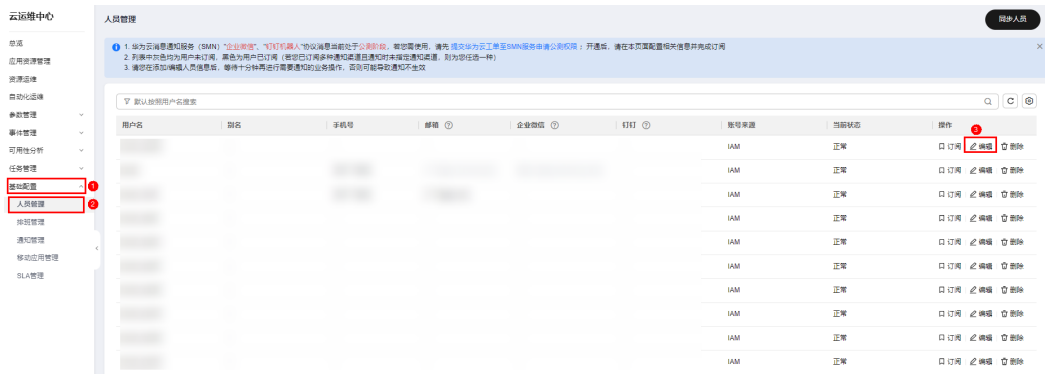 云运维中心
人员管理
同步人员
总览
应用资源管理
资源运维
自动化运维
参数管理
事件管理
可用性分析
任务管理
基础配置
1
人员管理
2
排班管理
通知管理
移动应用管理
SLA管理
1. 华为云消息通知服务（SMN）"企业微信"、"钉钉机器人"协议消息当前处于公测阶段，若您需使用，请先 提交华为云工单至SMN服务申请公测权限 ；开通后，请在本页面配置相关信息并完成订阅
2. 列表中灰色均为用户未订阅，黑色为用户已订阅（若您已订阅多种通知渠道且通知时未指定通知渠道，则为您任选一种）
3. 请您在添加/编辑人员信息后，等待十分钟再进行需要通知的业务操作，否则可能导致通知不生效
默认按照用户名搜索
用户名 别名 手机号 邮箱 企业微信 钉钉 账号来源 当前状态 操作
3
IAM 正常 订阅 编辑 删除
IAM 正常 订阅 编辑 删除
IAM 正常 订阅 编辑 删除
IAM 正常 订阅 编辑 删除
IAM 正常 订阅 编辑 删除
IAM 正常 订阅 编辑 删除
IAM 正常 订阅 编辑 删除
IAM 正常 订阅 编辑 删除
IAM 正常 订阅 编辑 删除
IAM 正常 订阅 编辑 删除